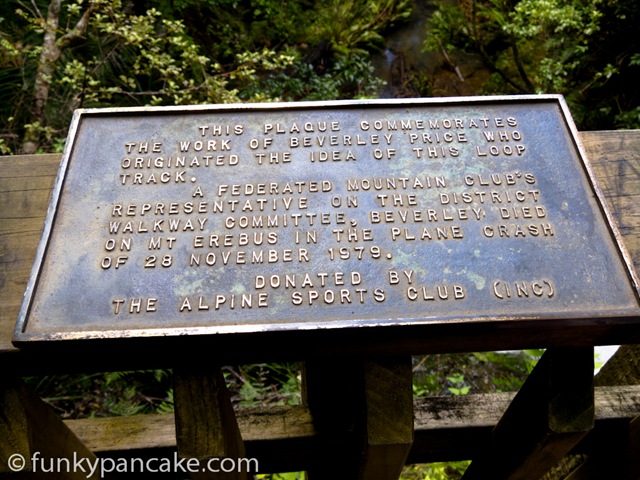 THIS PLAQUE COMMEMORATES
THE WORK OF BEVERLEY PRICE WHO
ORIGINATED THE IDEA OF THIS LOOP
TRACK.
A FEDERATED MOUNTAIN CLUB'S
REPRESENTATIVE ON THE DISTRICT
WALKWAY COMMITTEE, BEVERLEY DIED
ON MT EREBUS IN THE PLANE CRASH
OF 28 NOVEMBER 1979.
DONATED BY
THE ALPINE SPORTS CLUB (INC)
© funkypancake.com